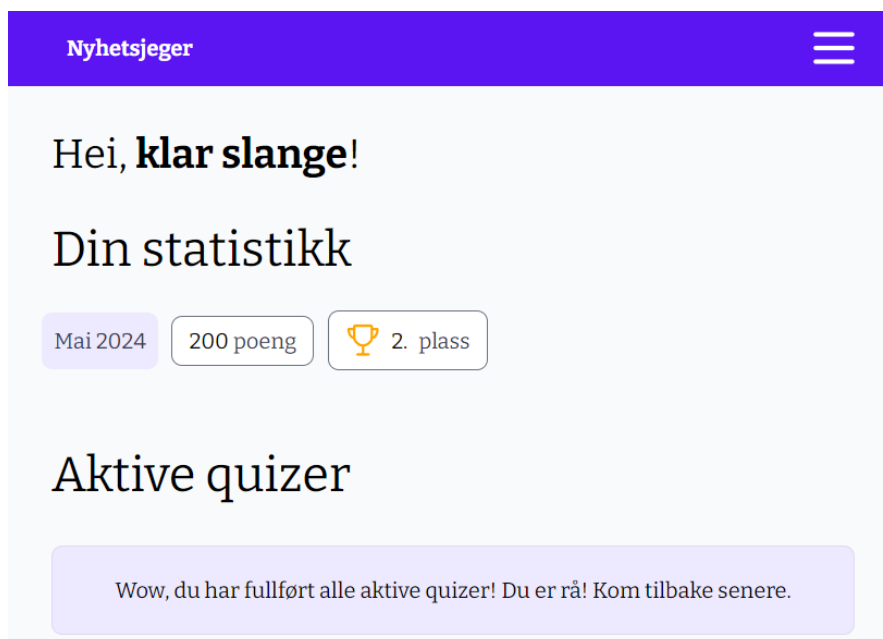 Nyhetsjeger
Hei, klar slange!
Din statistikk
Mai 2024 200 poeng 2. plass
Aktive quizer
Wow, du har fullført alle aktive quizer! Du er rå! Kom tilbake senere.